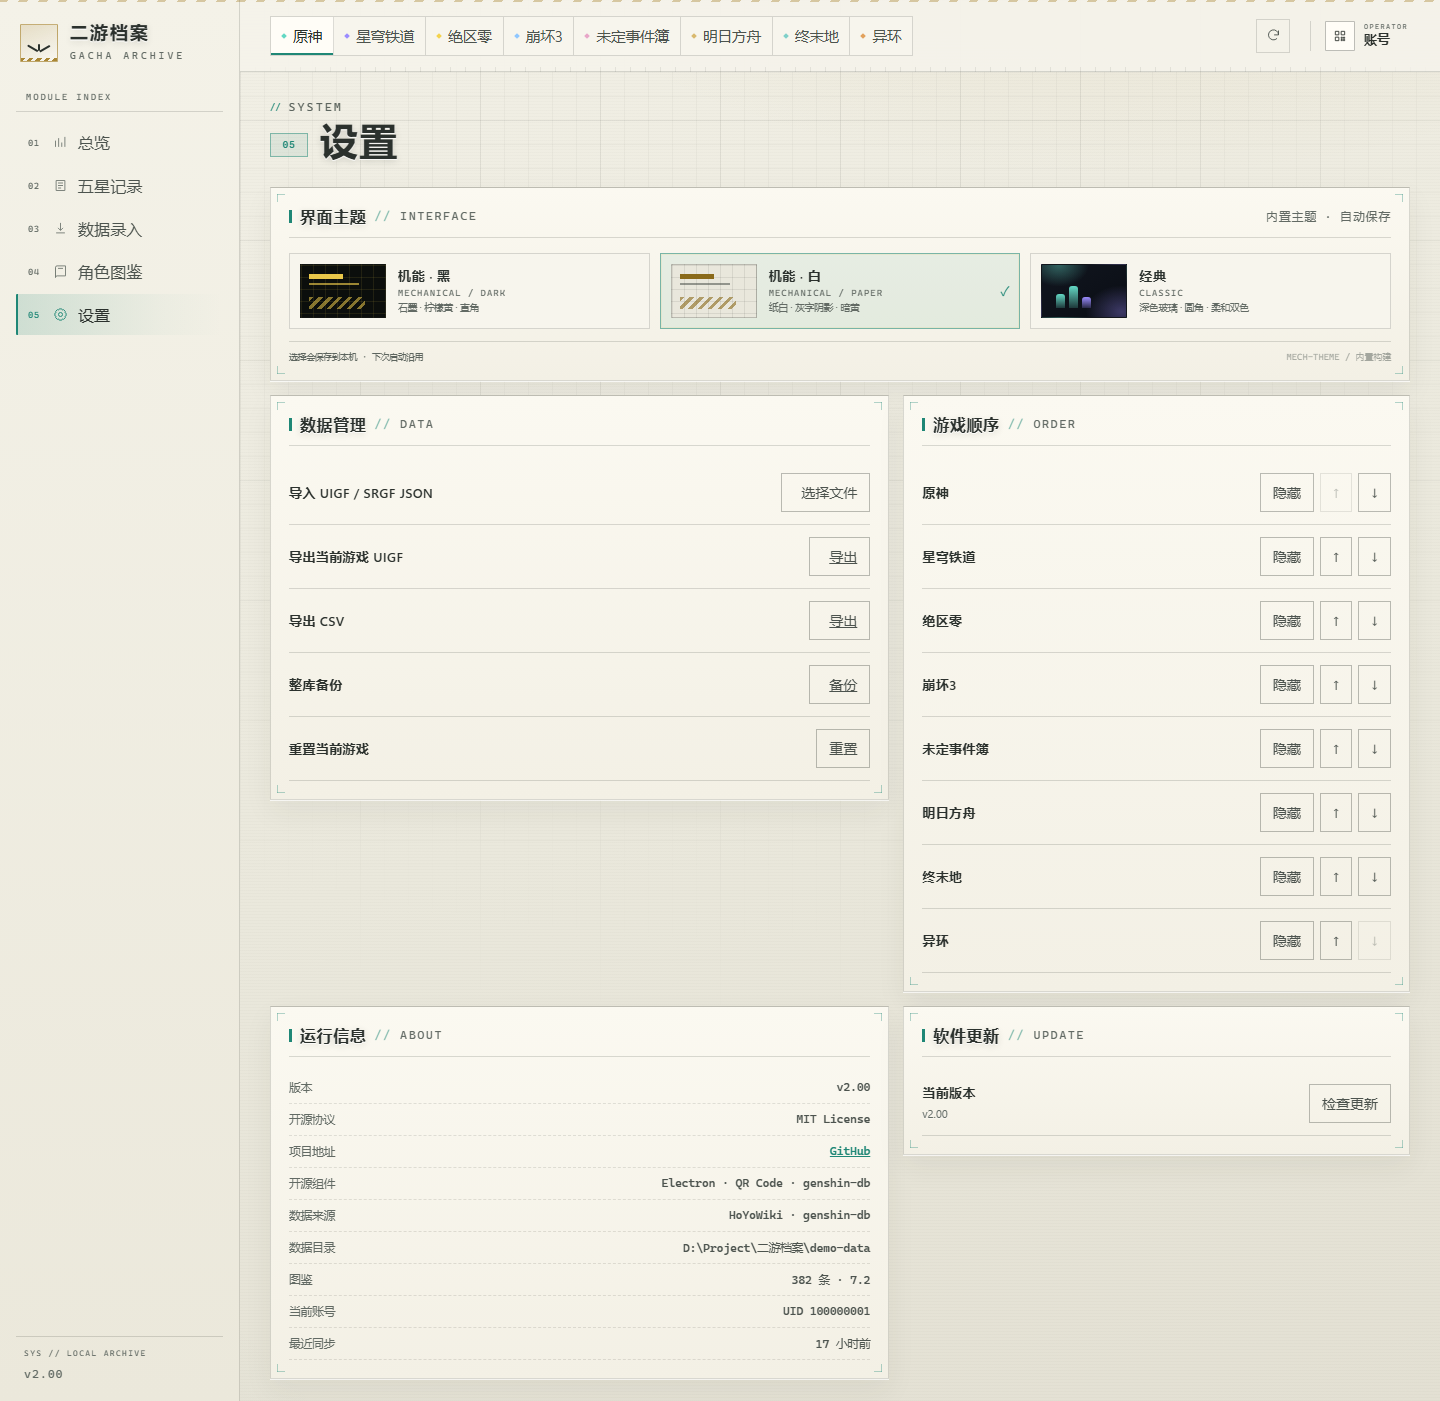 二游档案
GACHA ARCHIVE
MODULE INDEX
01 总览
02 五星记录
03 数据录入
04 角色图鉴
05 设置
SYS // LOCAL ARCHIVE
v2.00
原神 星穹铁道 绝区零 崩坏3 未定事件簿 明日方舟 终末地 异环
OPERATOR
账号
// SYSTEM
05 设置
界面主题 // INTERFACE
内置主题 · 自动保存
机能 · 黑
MECHANICAL / DARK
石墨 · 柠檬黄 · 直角
机能 · 白
MECHANICAL / PAPER
纸白 · 灰字阴影 · 暗黄
✓
经典
CLASSIC
深色玻璃 · 圆角 · 柔和双色
选择会保存到本机 · 下次启动沿用
MECH-THEME / 内置构建
数据管理 // DATA
导入 UIGF / SRGF JSON 选择文件
导出当前游戏 UIGF 导出
导出 CSV 导出
整库备份 备份
重置当前游戏 重置
游戏顺序 // ORDER
原神 隐藏 ↑ ↓
星穹铁道 隐藏 ↑ ↓
绝区零 隐藏 ↑ ↓
崩坏3 隐藏 ↑ ↓
未定事件簿 隐藏 ↑ ↓
明日方舟 隐藏 ↑ ↓
终末地 隐藏 ↑ ↓
异环 隐藏 ↑ ↓
运行信息 // ABOUT
版本 v2.00
开源协议 MIT License
项目地址 GitHub
开源组件 Electron · QR Code · genshin-db
数据来源 HoYoWiki · genshin-db
数据目录 D:\Project\二游档案\demo-data
图鉴 382 条 · 7.2
当前账号 UID 100000001
最近同步 17 小时前
软件更新 // UPDATE
当前版本
v2.00
检查更新